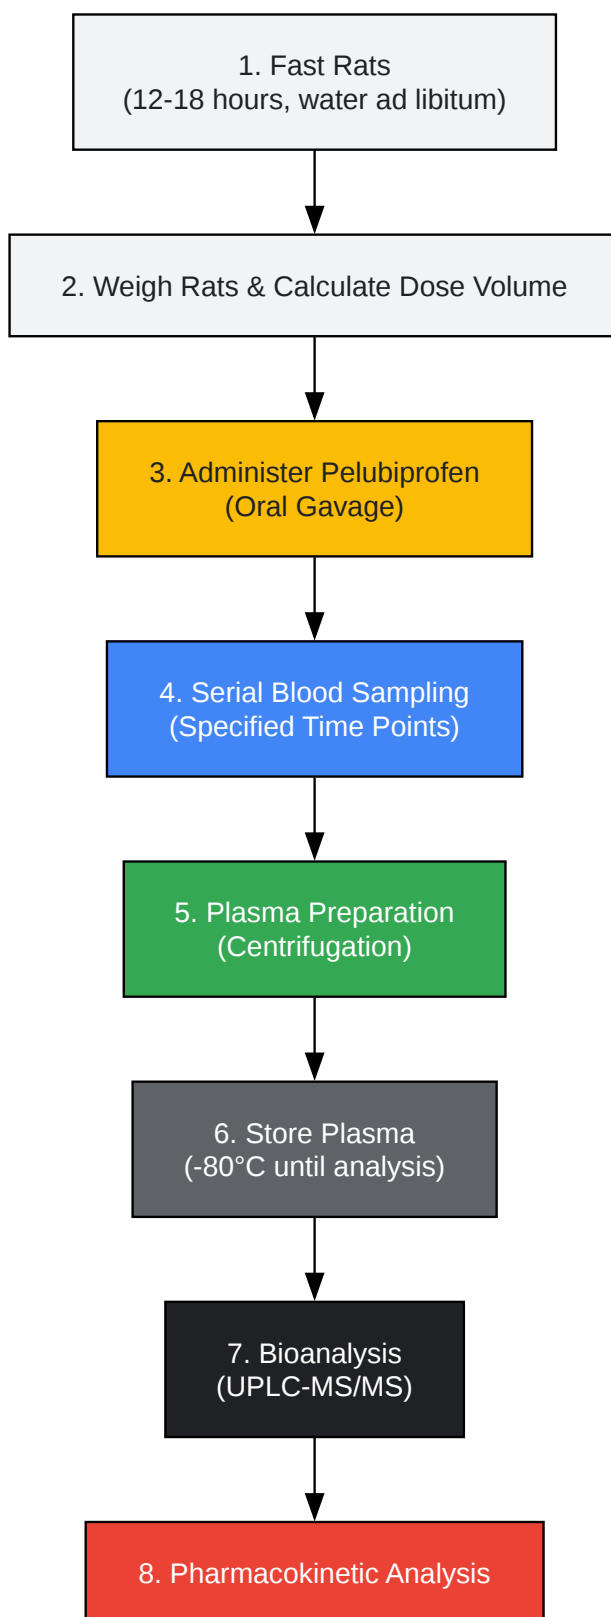 1. Fast Rats
(12-18 hours, water ad libitum)
2. Weigh Rats & Calculate Dose Volume
3. Administer Pelubiprofen
(Oral Gavage)
4. Serial Blood Sampling
(Specified Time Points)
5. Plasma Preparation
(Centrifugation)
6. Store Plasma
(-80°C until analysis)
7. Bioanalysis
(UPLC-MS/MS)
8. Pharmacokinetic Analysis